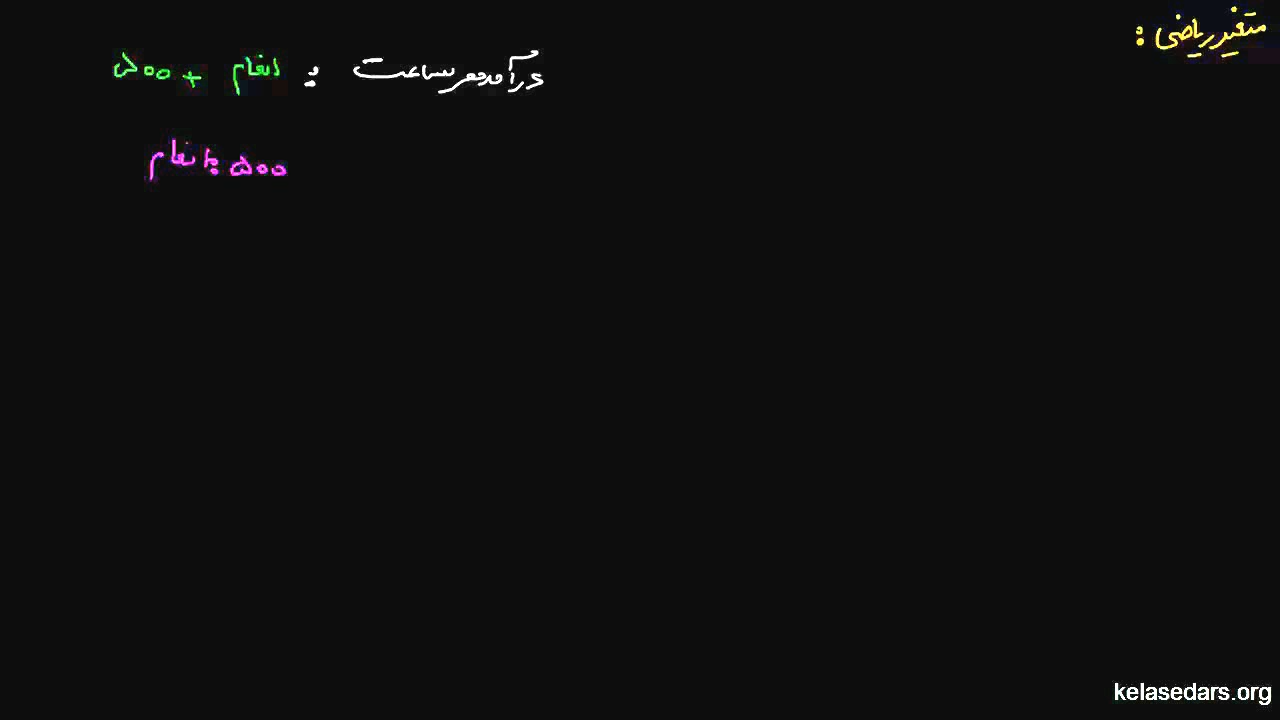 متغیر ریاضی :
درآمد هر ساعت : انعام + ۵۰۰
۵۰۰ + انعام
kelasedars.org